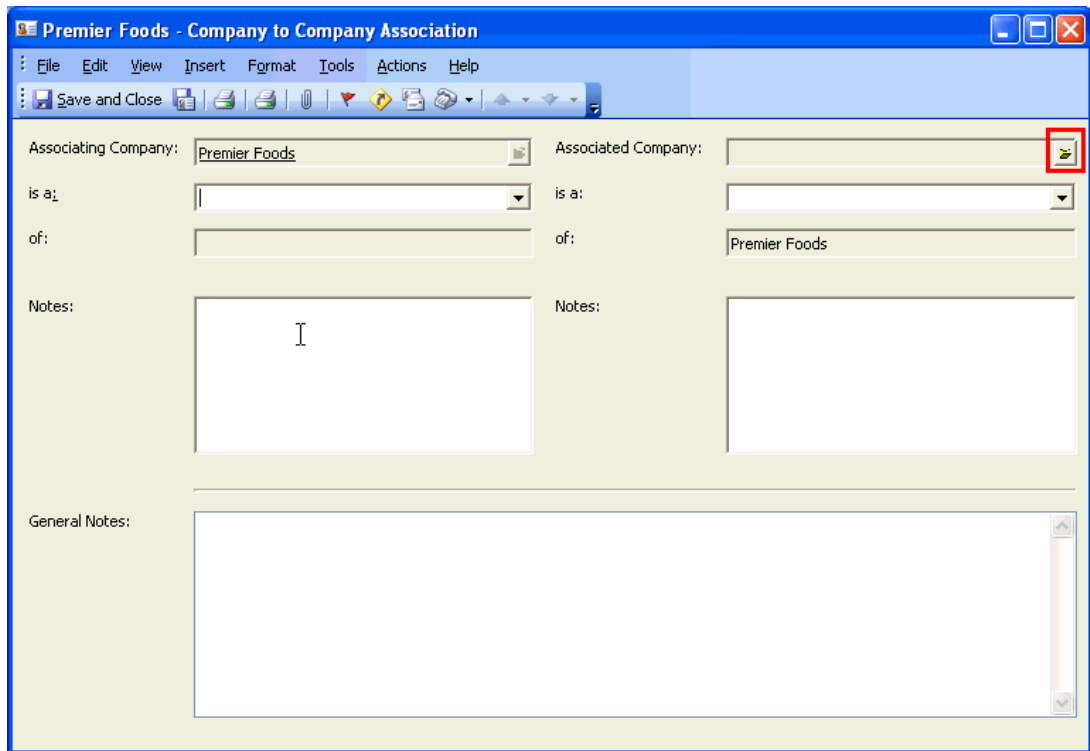 Premier Foods - Company to Company Association
File Edit View Insert Format Tools Actions Help
Save and Close
Associating Company: Premier Foods Associated Company:
is a: is a:
of: of: Premier Foods
Notes: Notes:
General Notes: